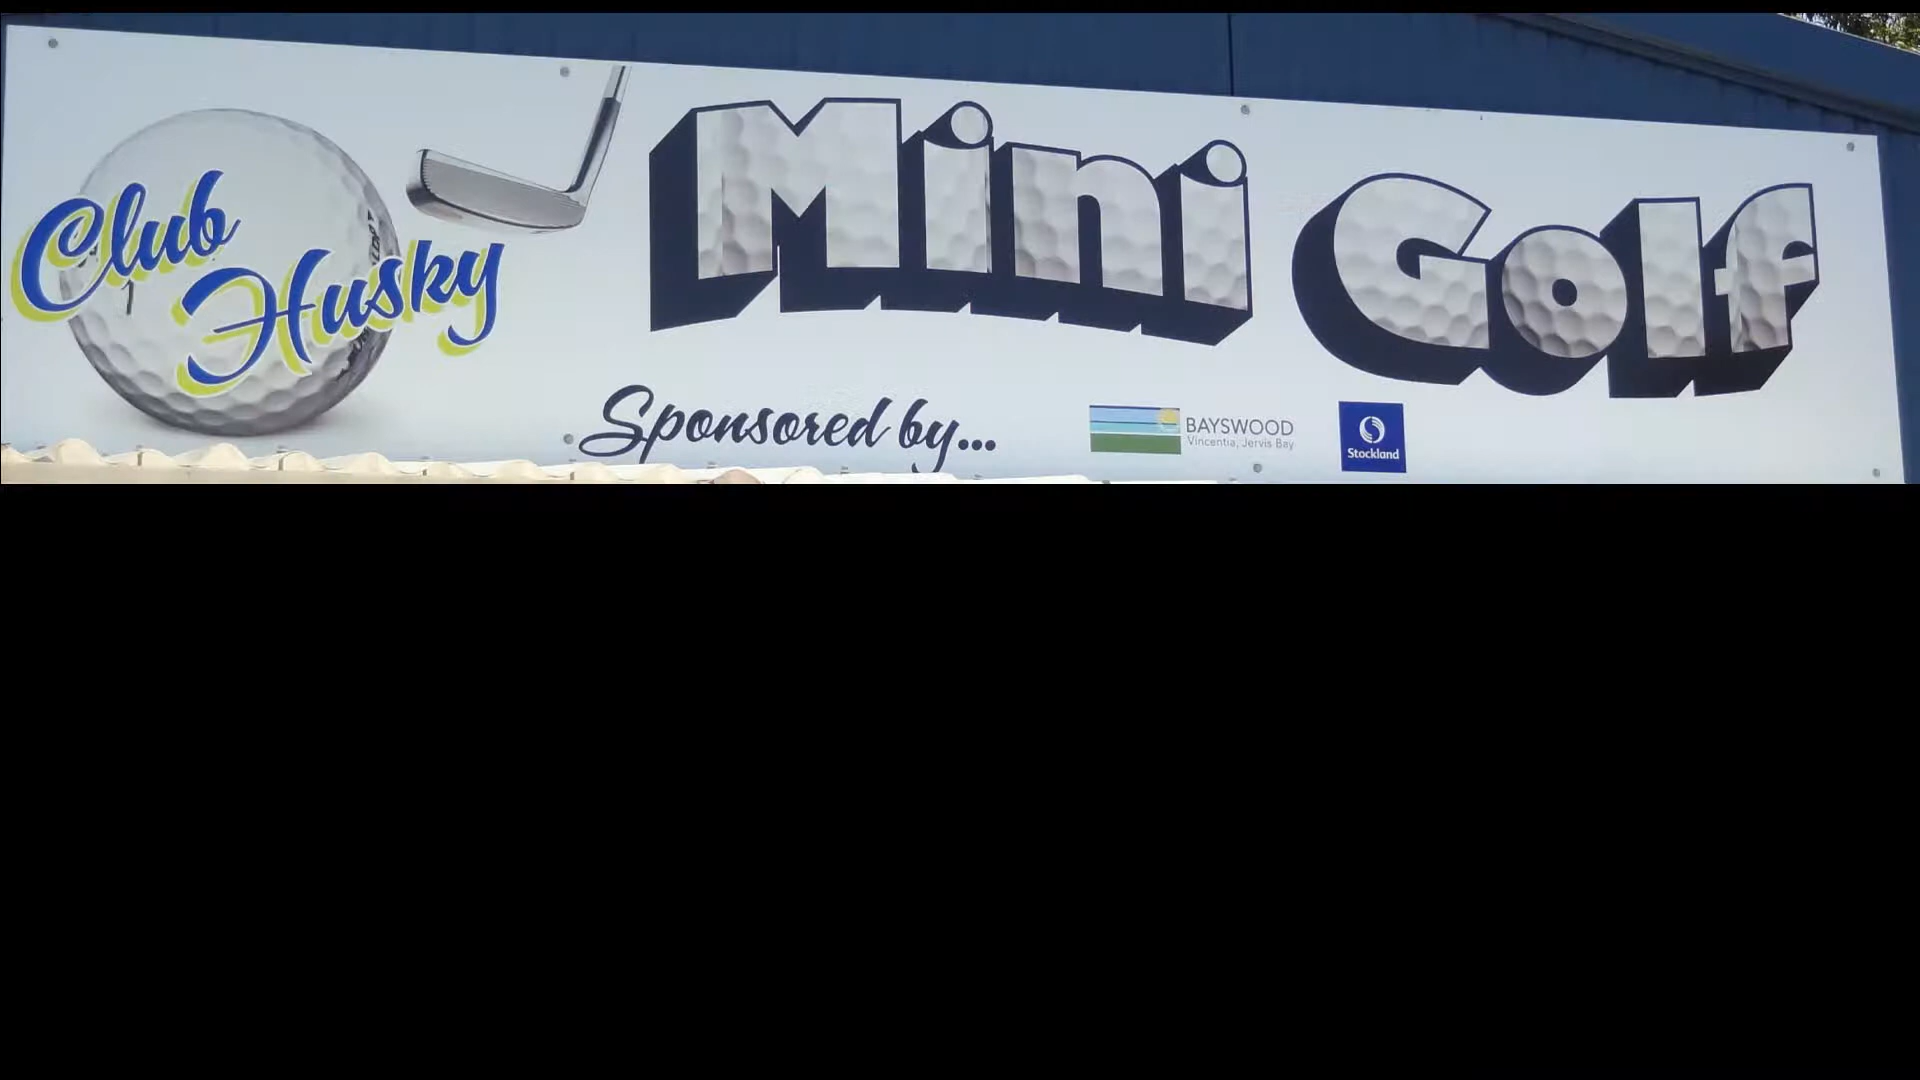 Club
Husky
Mini Golf
Sponsored by...
BAYSWOOD
Vincentia, Jervis Bay
Stockland